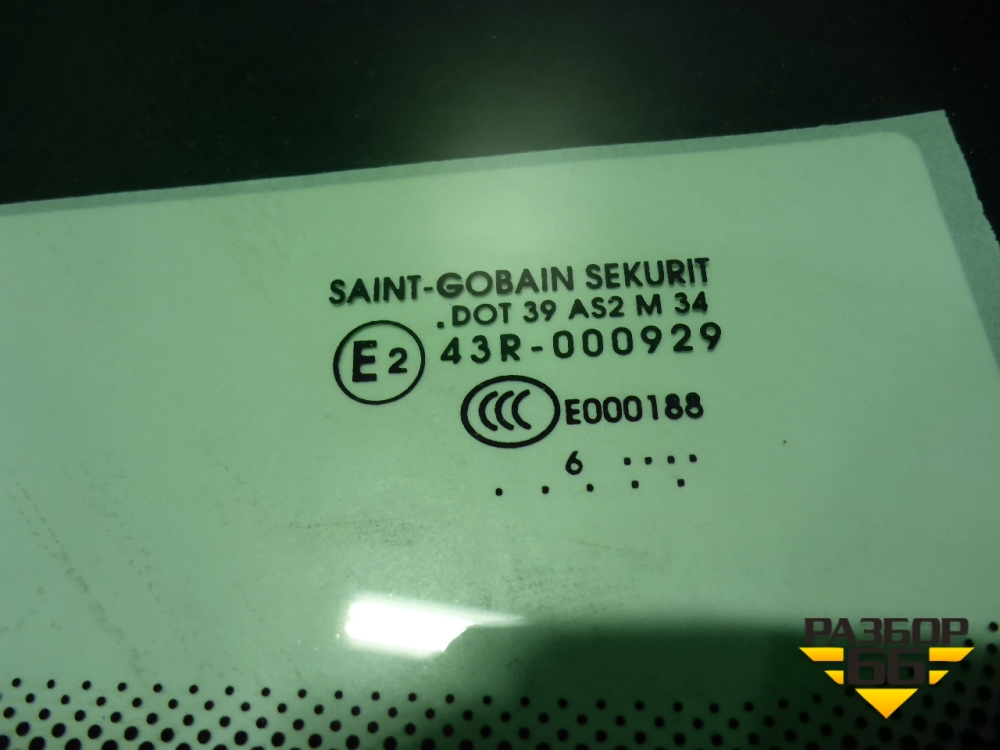 SAINT-GOBAIN SEKURIT
.DOT 39 AS2 M 34
E2 43R-000929
CCC E000188
6 ....
. . . . .
РАЗБОР
66